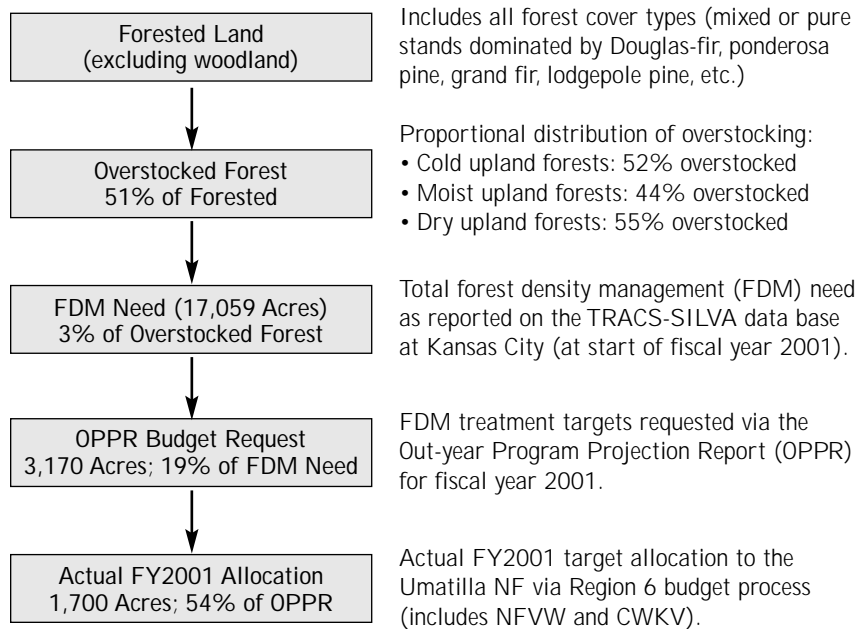 Forested Land
(excluding woodland)
Includes all forest cover types (mixed or pure
stands dominated by Douglas-fir, ponderosa
pine, grand fir, lodgepole pine, etc.)
Overstocked Forest
51% of Forested
Proportional distribution of overstocking:
• Cold upland forests: 52% overstocked
• Moist upland forests: 44% overstocked
• Dry upland forests: 55% overstocked
FDM Need (17,059 Acres)
3% of Overstocked Forest
Total forest density management (FDM) need
as reported on the TRACS-SILVA data base
at Kansas City (at start of fiscal year 2001).
OPPR Budget Request
3,170 Acres; 19% of FDM Need
FDM treatment targets requested via the
Out-year Program Projection Report (OPPR)
for fiscal year 2001.
Actual FY2001 Allocation
1,700 Acres; 54% of OPPR
Actual FY2001 target allocation to the
Umatilla NF via Region 6 budget process
(includes NFVW and CWKV).